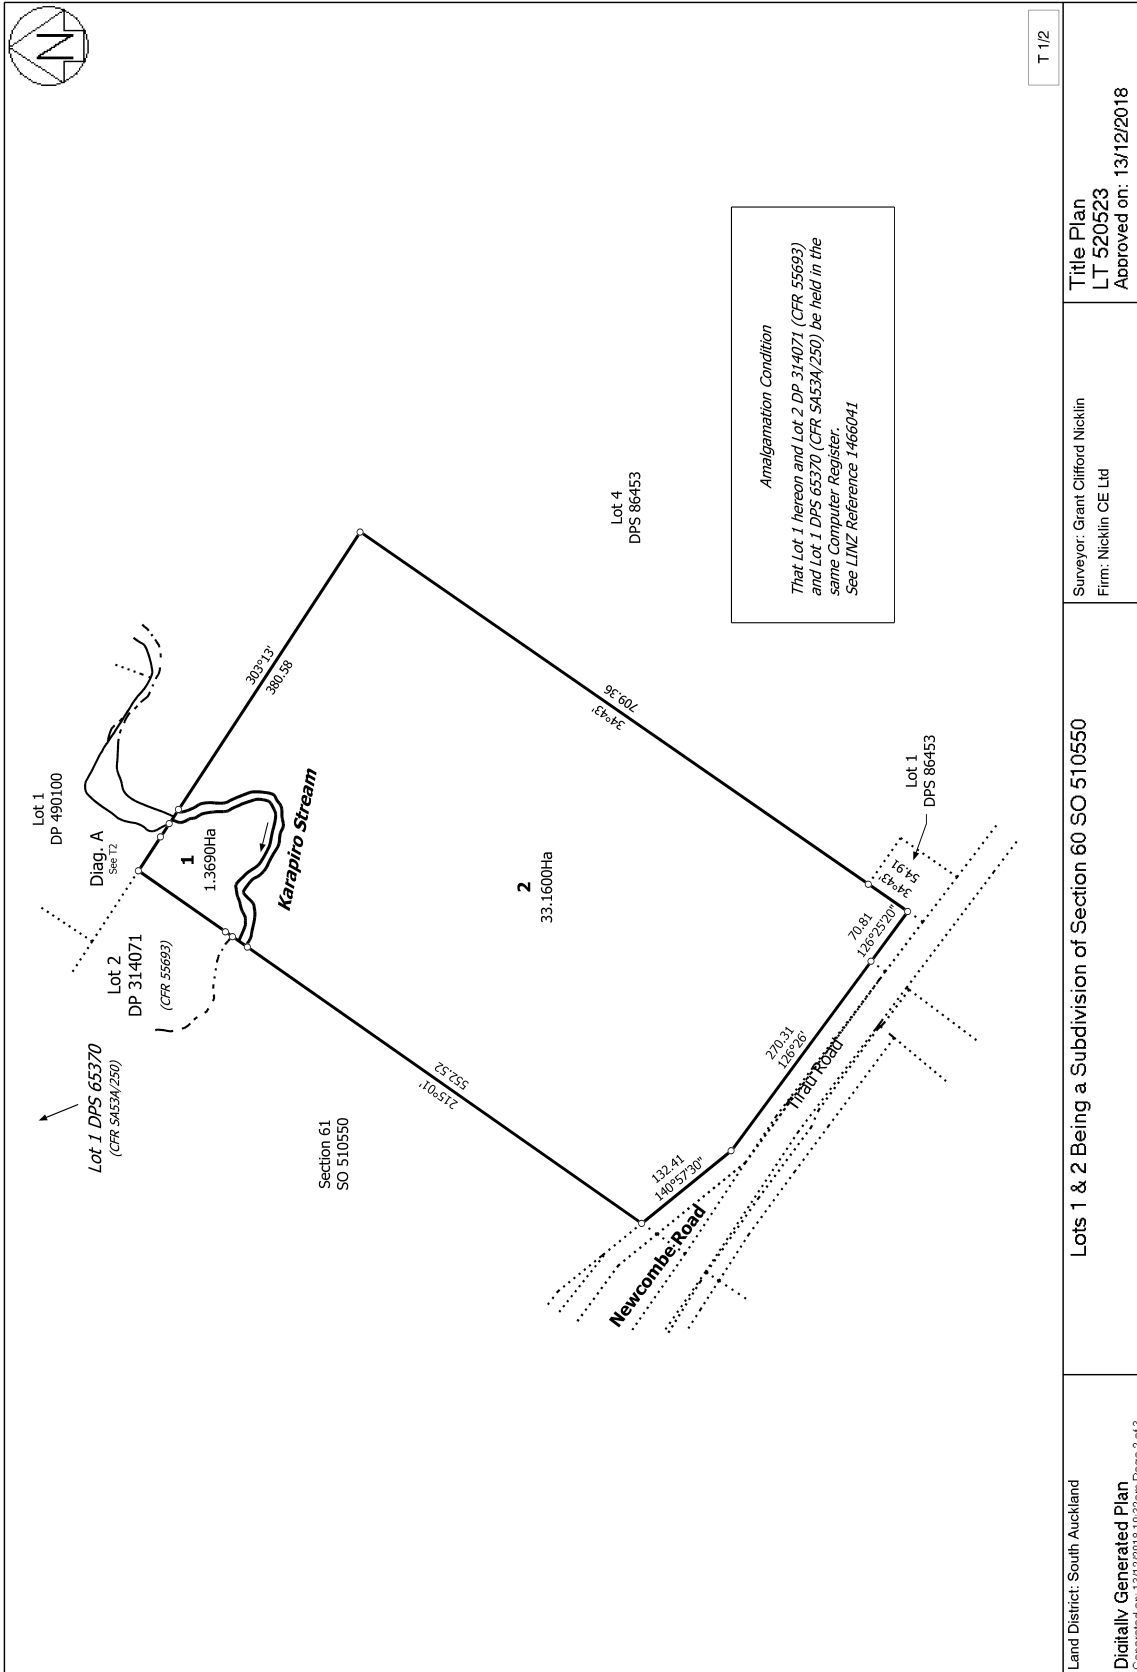 N
T 1/2
Lot 1
DP 490100
Diag. A
See T2
Lot 2
DP 314071
(CFR 55693)
Lot 1 DPS 65370
(CFR SA53A/250)
1
1.3690Ha
303°13'
380.58
Karapiro Stream
Section 61
SO 510550
215°01'
552.52
2
33.1600Ha
34°43'
709.36
Lot 4
DPS 86453
Lot 1
DPS 86453
34°43'
54.91
70.81
126°25'20"
270.31
126°26'
Tirau Road
132.41
140°57'30"
Newcombe Road
Amalgamation Condition
That Lot 1 hereon and Lot 2 DP 314071 (CFR 55693)
and Lot 1 DPS 65370 (CFR SA53A/250) be held in the
same Computer Register.
See LINZ Reference 1466041
Land District: South Auckland
Digitally Generated Plan
Lots 1 & 2 Being a Subdivision of Section 60 SO 510550
Surveyor: Grant Clifford Nicklin
Firm: Nicklin CE Ltd
Title Plan
LT 520523
Approved on: 13/12/2018